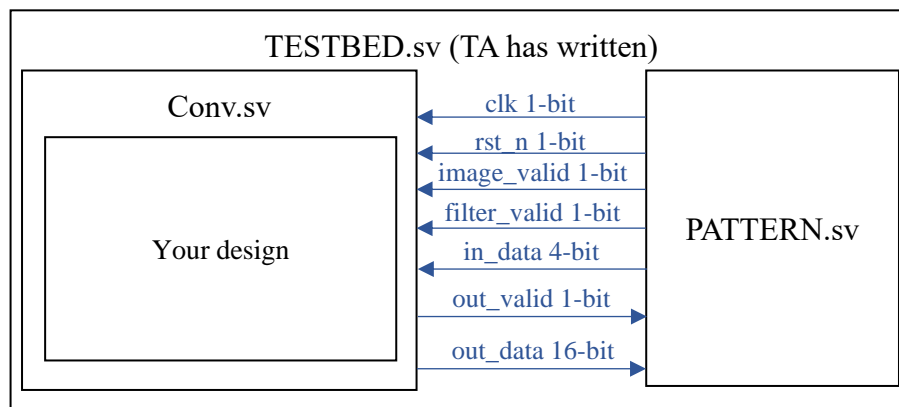 TESTBED.sv (TA has written)
Conv.sv
Your design
clk 1-bit
rst_n 1-bit
image_valid 1-bit
filter_valid 1-bit
in_data 4-bit
out_valid 1-bit
out_data 16-bit
PATTERN.sv